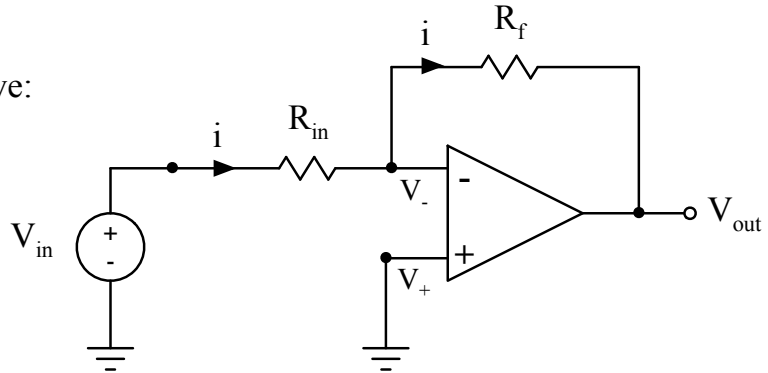 i
R_f
ve:
i
R_in
V_-
-
V_in
+
-
V_out
V_+
+